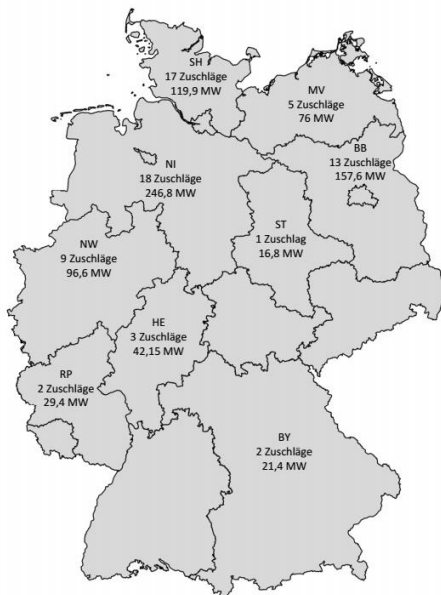 SH
17 Zuschläge
119,9 MW
MV
5 Zuschläge
76 MW
BB
13 Zuschläge
157,6 MW
NI
18 Zuschläge
246,8 MW
ST
1 Zuschlag
16,8 MW
NW
9 Zuschläge
96,6 MW
HE
3 Zuschläge
42,15 MW
RP
2 Zuschläge
29,4 MW
BY
2 Zuschläge
21,4 MW